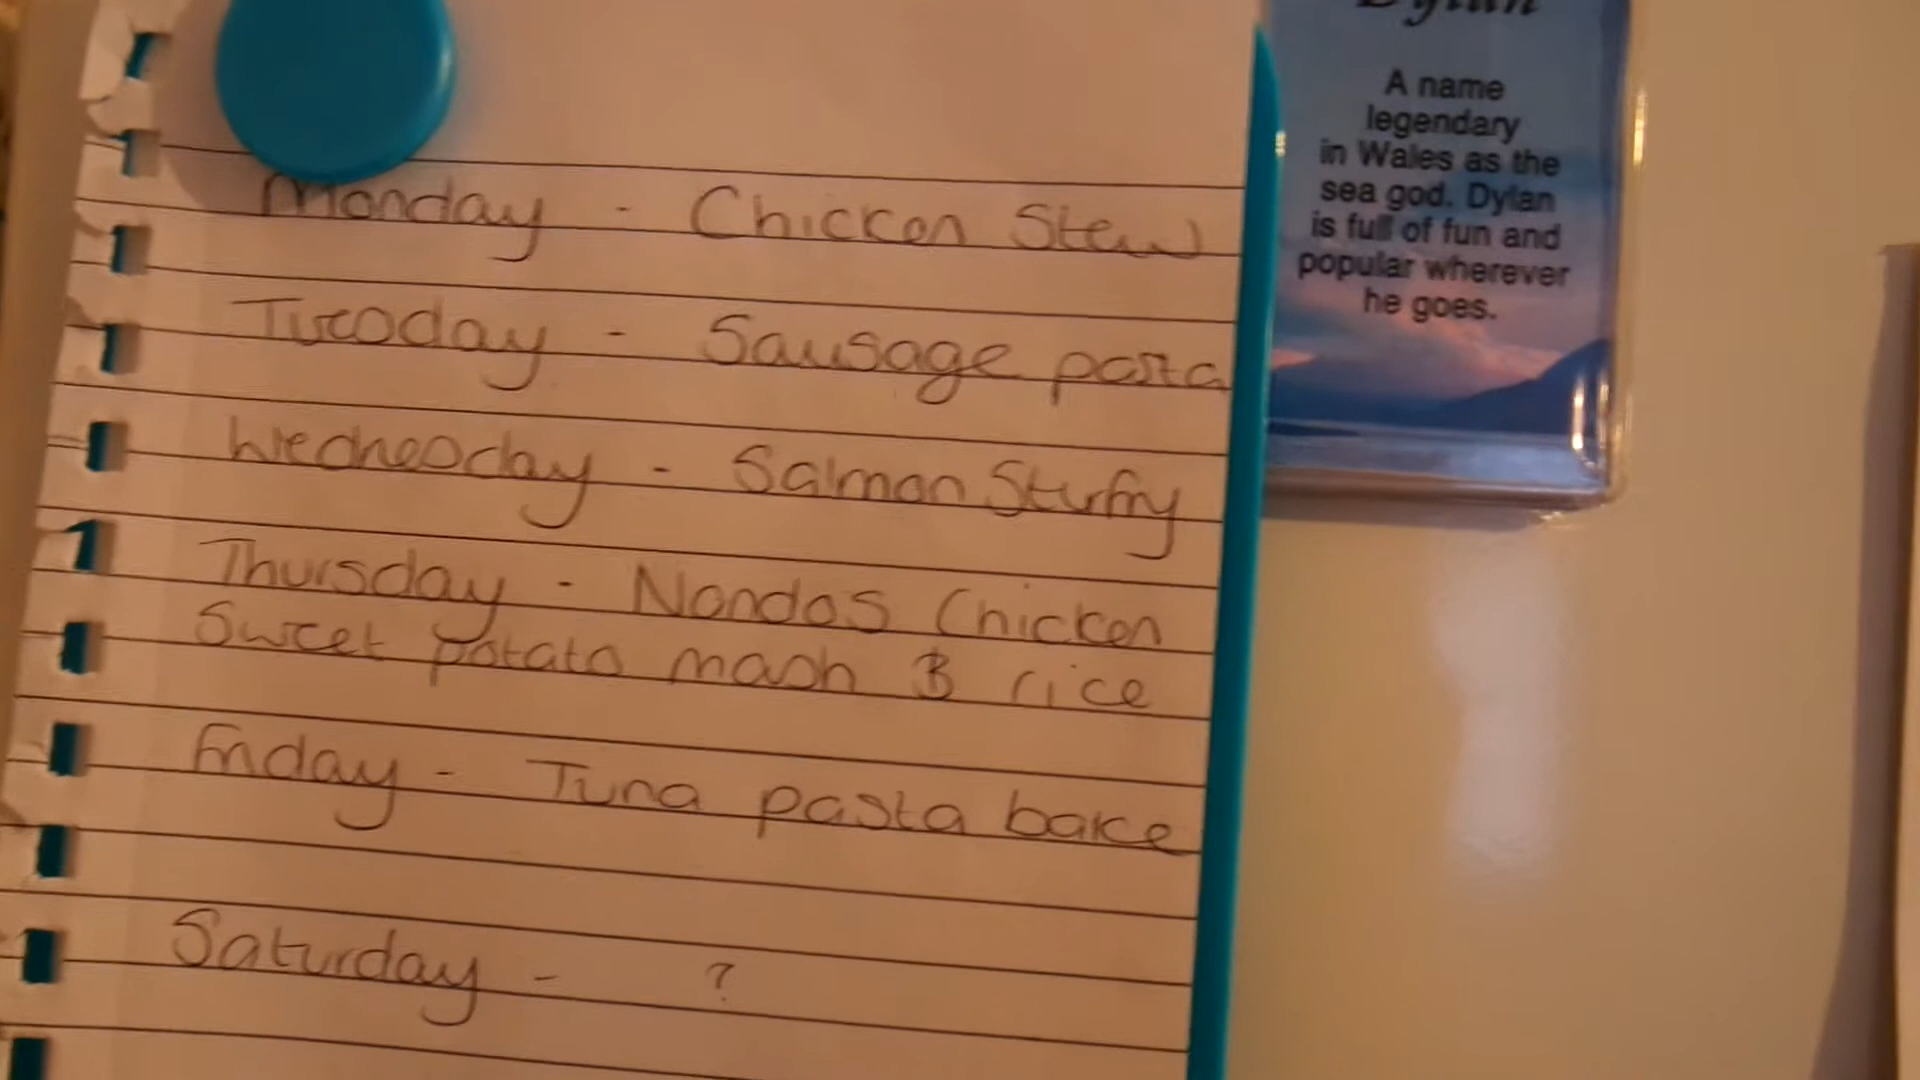 Monday - Chicken Stew
Tuesday - Sausage pasta
Wednesday - Salmon Stirfry
Thursday - Nandos Chicken
Sweet potato mash & rice
Friday - Tuna pasta bake
Saturday - ?
Dylan
A name
legendary
in Wales as the
sea god. Dylan
is full of fun and
popular wherever
he goes.